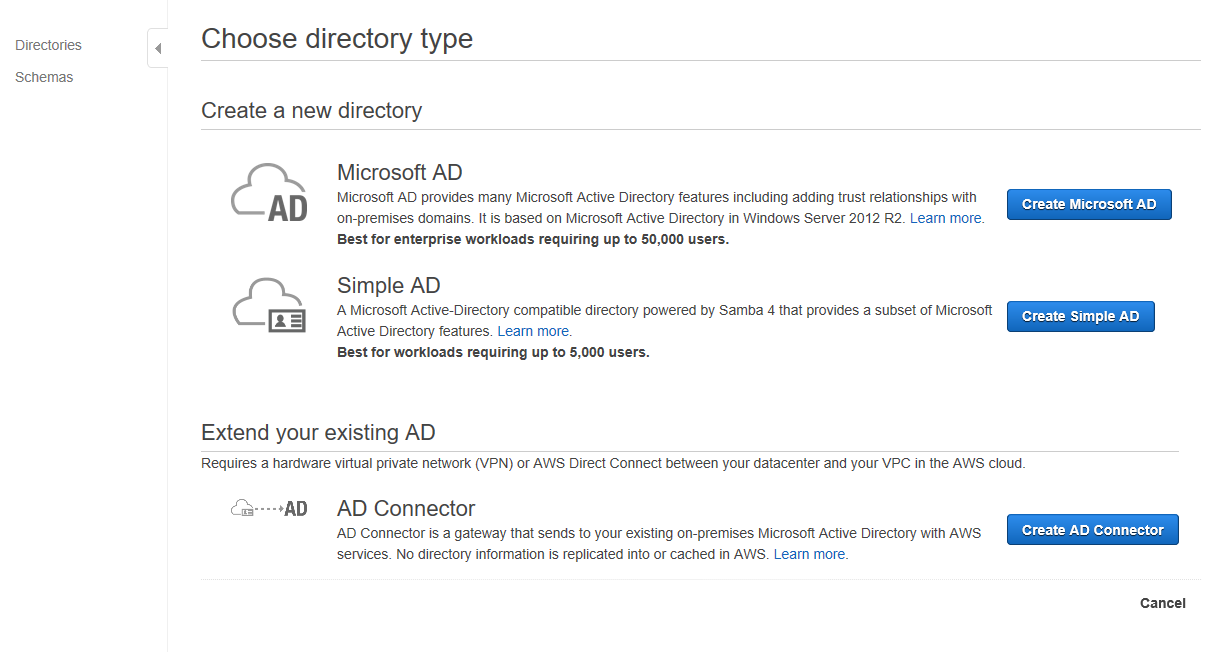 Directories
Schemas
Choose directory type
Create a new directory
AD
Microsoft AD
Microsoft AD provides many Microsoft Active Directory features including adding trust relationships with
on-premises domains. It is based on Microsoft Active Directory in Windows Server 2012 R2. Learn more.
Best for enterprise workloads requiring up to 50,000 users.
Create Microsoft AD
Simple AD
A Microsoft Active-Directory compatible directory powered by Samba 4 that provides a subset of Microsoft
Active Directory features. Learn more.
Best for workloads requiring up to 5,000 users.
Create Simple AD
Extend your existing AD
Requires a hardware virtual private network (VPN) or AWS Direct Connect between your datacenter and your VPC in the AWS cloud.
AD
AD Connector
AD Connector is a gateway that sends to your existing on-premises Microsoft Active Directory with AWS
services. No directory information is replicated into or cached in AWS. Learn more.
Create AD Connector
Cancel